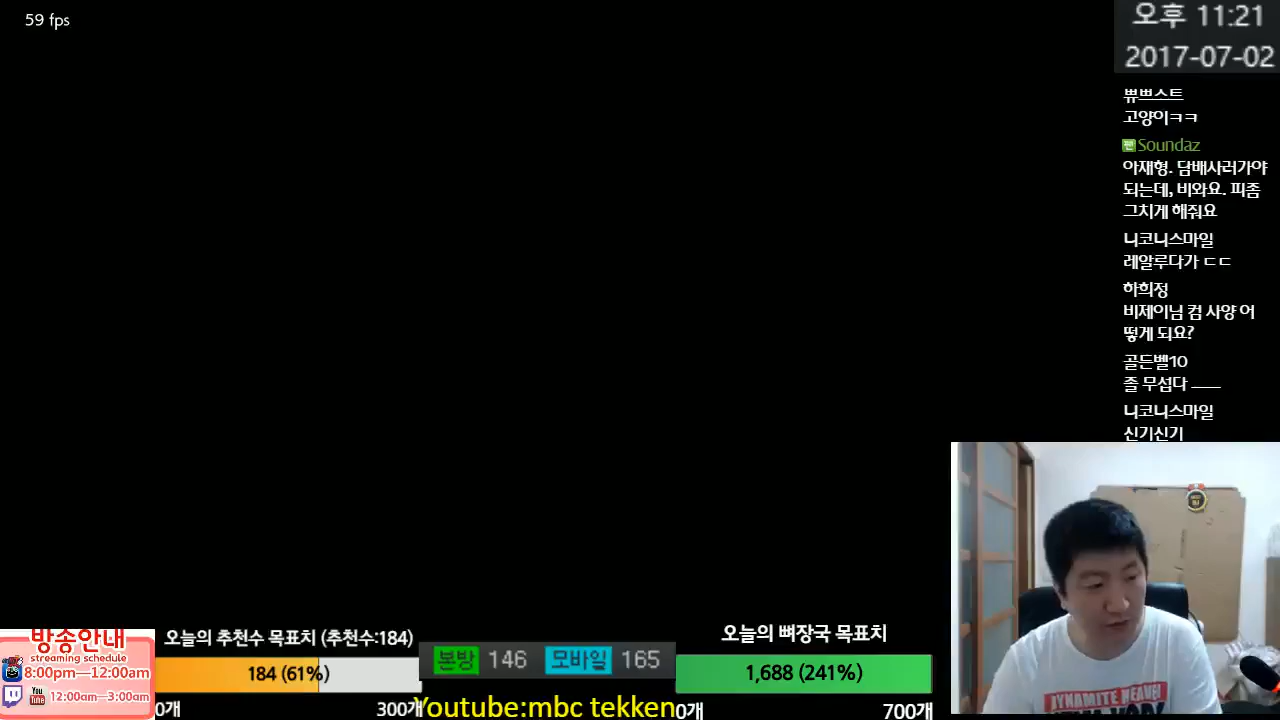 59 fps
오후 11:21
2017-07-02
쀼쁘스트
고양이ㅋㅋ
Soundaz
아재형. 담배사러가야
되는데, 비와요. 피좀
그치게 해줘요
니코니스마일
레알루다가 ㄷㄷ
하희정
비제이님 컴 사양 어
떻게 되요?
골든벨10
졸 무섭다 ㅡㅡ
니코니스마일
신기신기
방송안내
streaming schedule
8:00pm—12:00am
12:00am—3:00am
오늘의 추천수 목표치 (추천수:184)
184 (61%)
0개
300개
본방 146 모바일 165
Youtube:mbc tekken
오늘의 뼈장국 목표치
1,688 (241%)
0개
700개
DYNAMITE HEAVEN